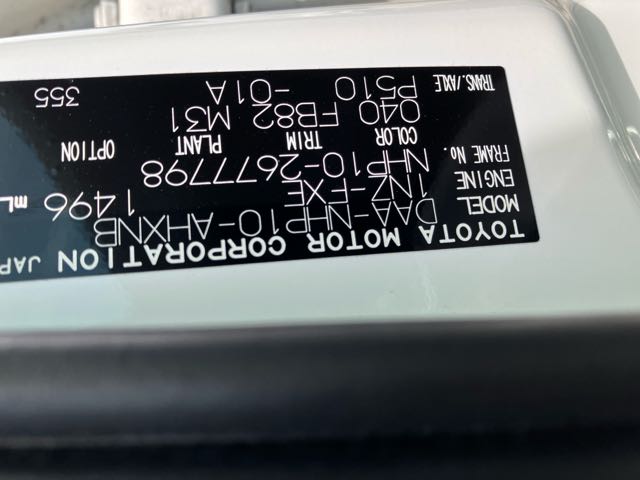 TOYOTA MOTOR CORPORATION JAP
MODEL DAA-NHP10-AHXNB
ENGINE 1NZ-FXE 1496 mL
FRAME No. NHP10-2677798
COLOR TRIM PLANT OPTION
040 FB82 M31
TRANS./AXLE P510 -01A 355